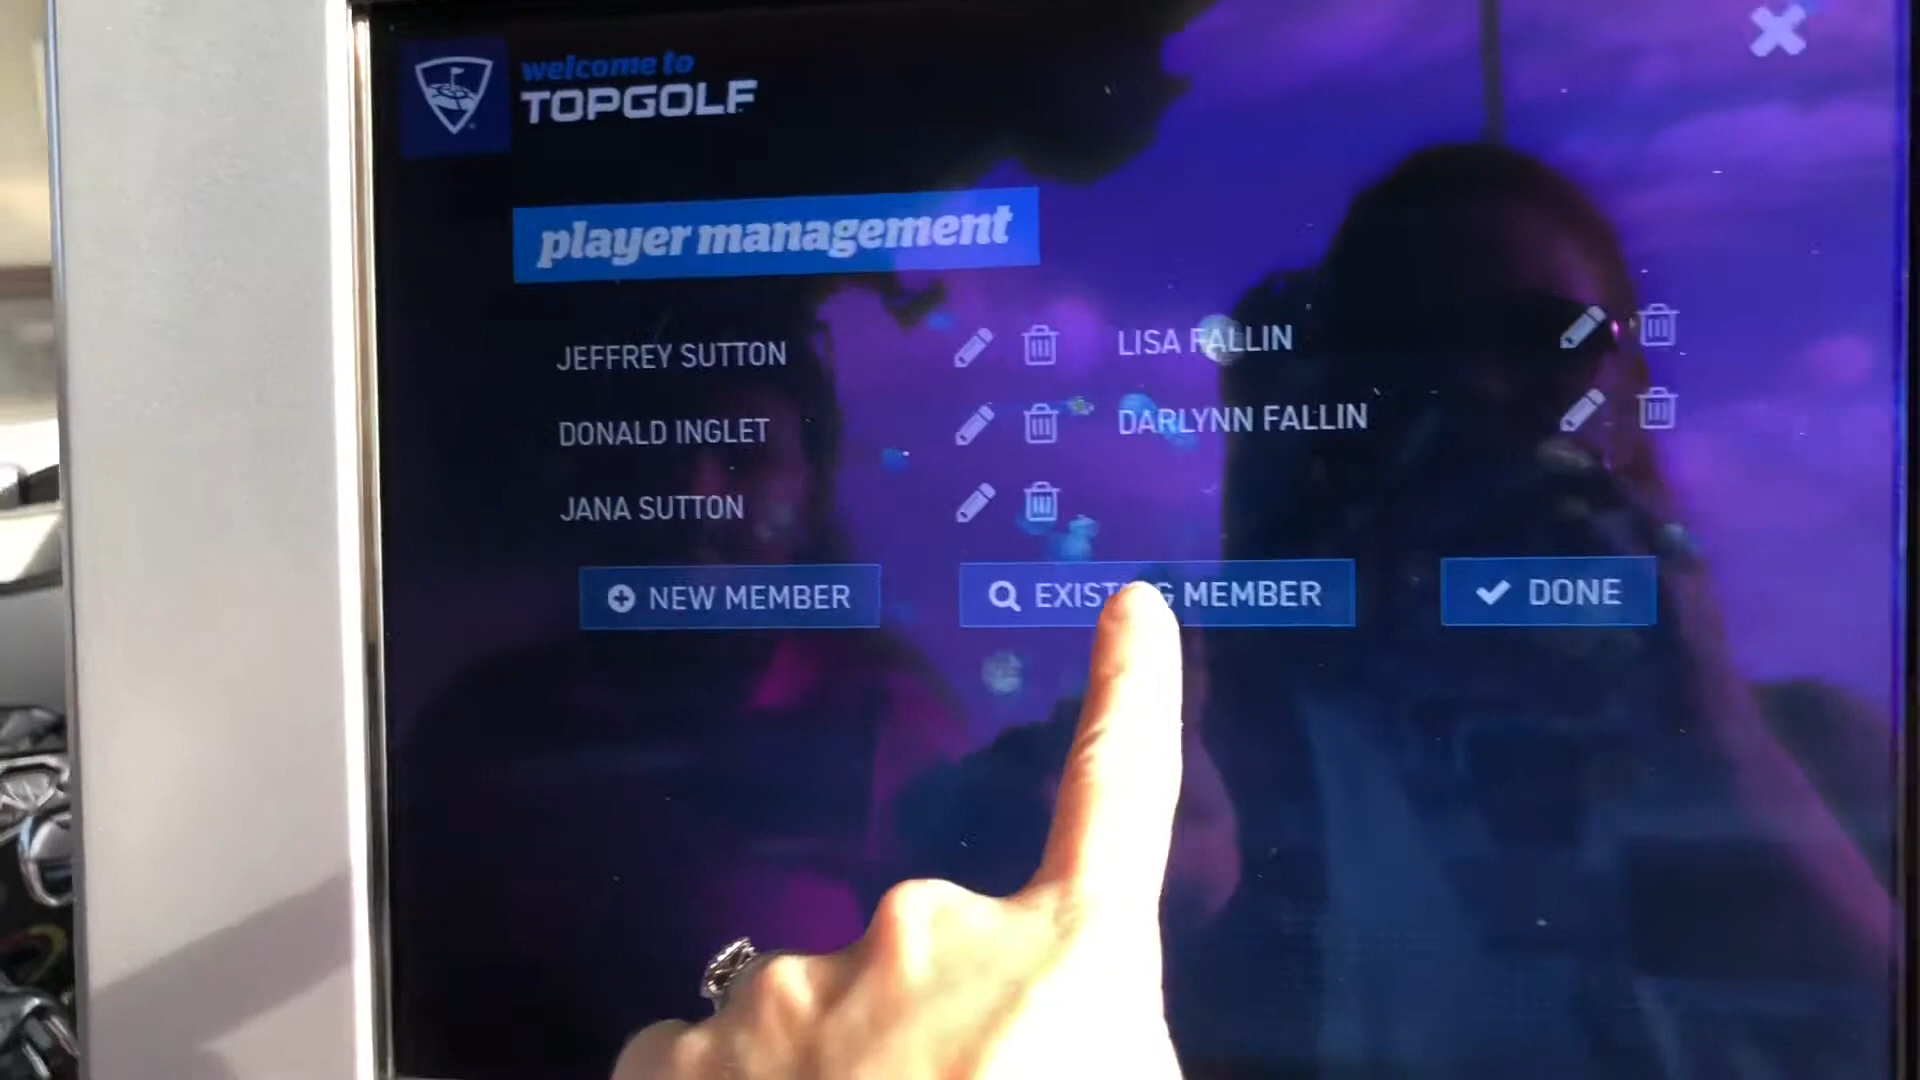 welcome to
TOPGOLF
player management
JEFFREY SUTTON
LISA FALLIN
DONALD INGLET
DARLYNN FALLIN
JANA SUTTON
NEW MEMBER
EXISTING MEMBER
DONE